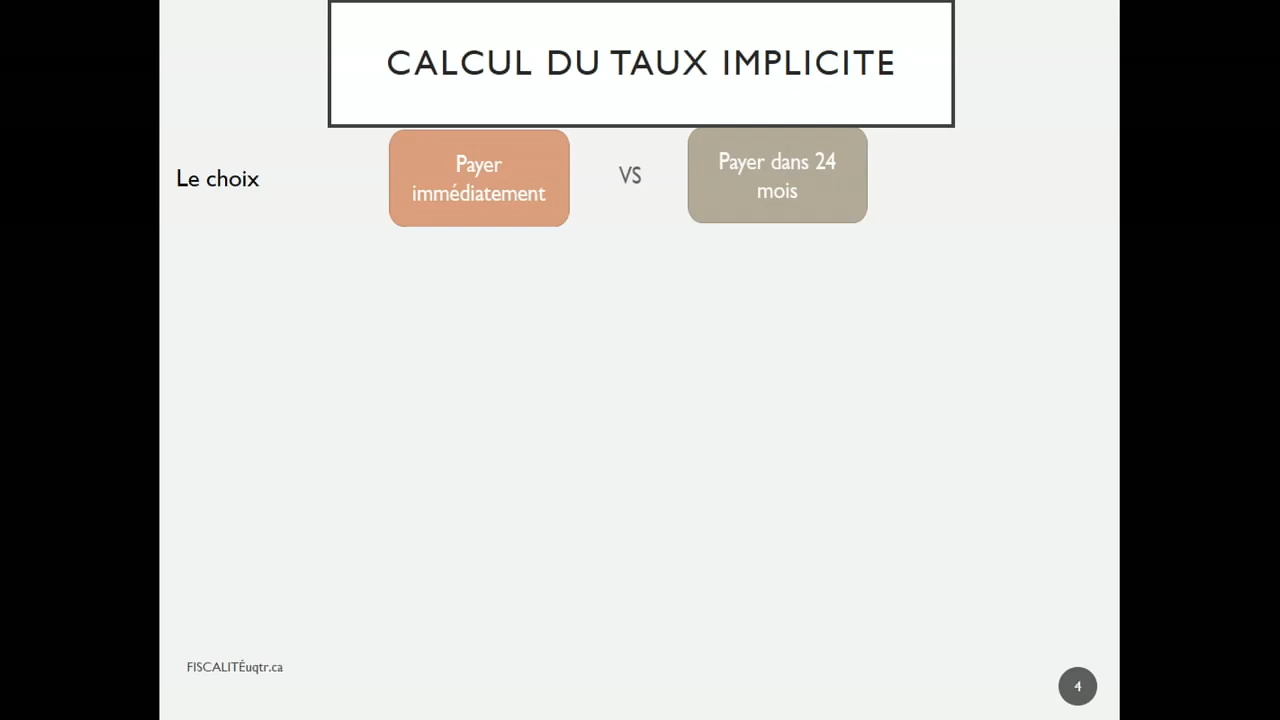 CALCUL DU TAUX IMPLICITE
Le choix
Payer
immédiatement
VS
Payer dans 24
mois
FISCALITÉuqtr.ca
4